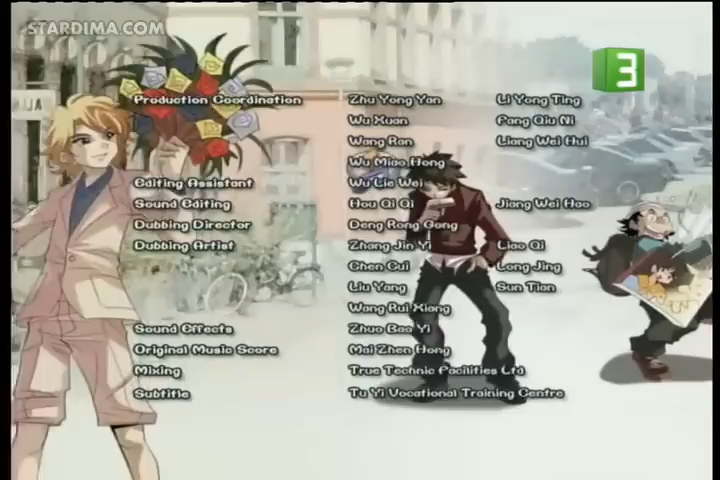 STARDIMA.COM
3
UJA
Production Coordination Zhu Yong Yan Li Yong Ting
Wu Xuan Pang Qiu Ni
Wang Ran Liang Wei Hui
Wu Miao Hong
Editing Assistant Wu Lie Wei
Sound Editing Hou Qi Qi Jiang Wei Hao
Dubbing Director Deng Rong Gong
Dubbing Artist Zhang Jin Yi Liao Qi
Chen Cui Long Jing
Liu Yang Sun Tian
Wang Rui Xiong
Sound Effects Zhuo Bao Yi
Original Music Score Mai Zhen Hong
Mixing True Technic Facilities Ltd
Subtitle Tu Yi Vocational Training Centre